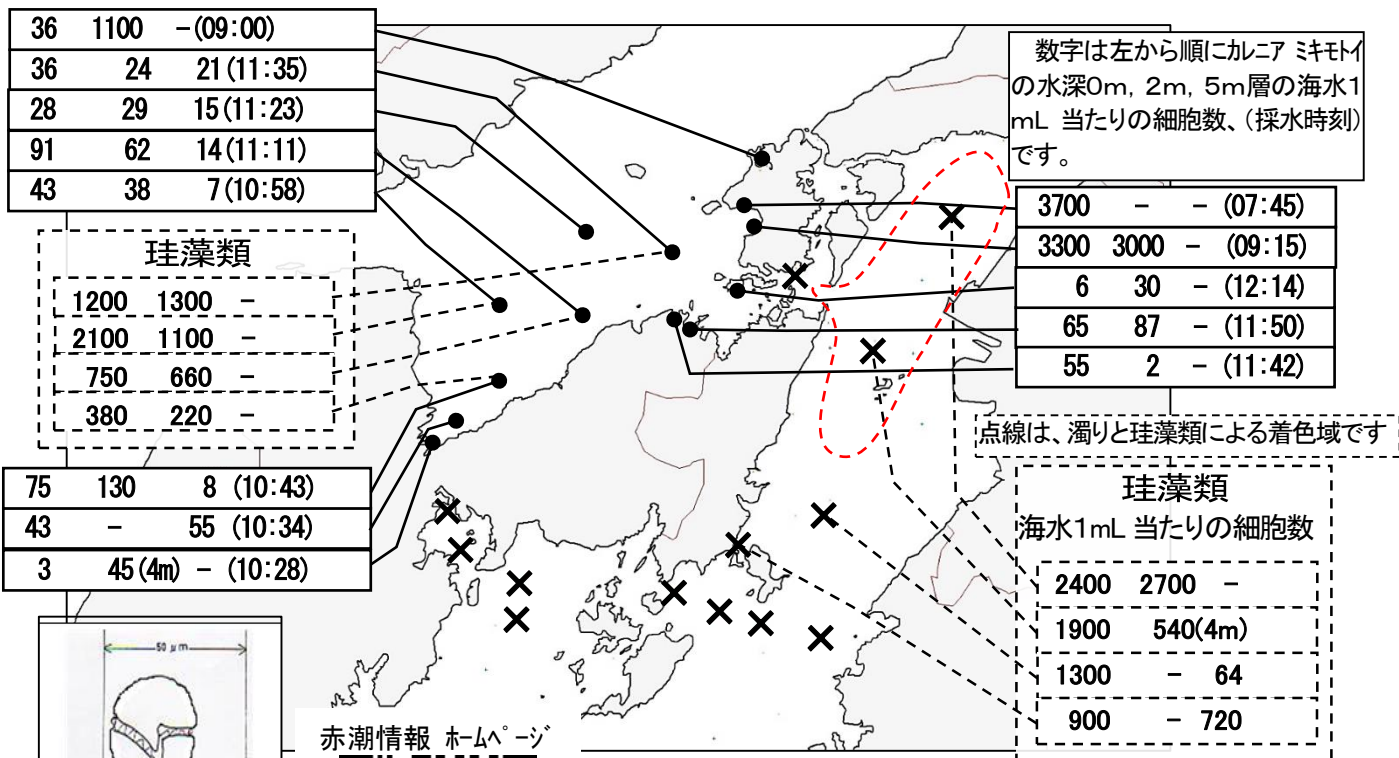 36 1100 -(09:00)
36 24 21(11:35)
28 29 15(11:23)
91 62 14(11:11)
43 38 7(10:58)
数字は左から順にカレニア ミキモトイ
の水深0m, 2m, 5m層の海水1
mL 当たりの細胞数、(採水時刻)
です。
3700 - - (07:45)
3300 3000 - (09:15)
6 30 - (12:14)
65 87 - (11:50)
55 2 - (11:42)
珪藻類
1200 1300 -
2100 1100 -
750 660 -
380 220 -
点線は、濁りと珪藻類による着色域です
75 130 8 (10:43)
43 - 55 (10:34)
3 45(4m) - (10:28)
珪藻類
海水1mL 当たりの細胞数
2400 2700 -
1900 540(4m)
1300 - 64
900 - 720
50 μm
赤潮情報 ホームページ